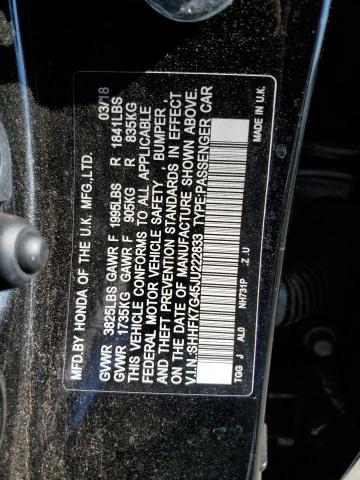 MFD.BY HONDA OF THE U.K. MFG.,LTD.
03/18
GVWR 3825LBS GAWR F 1995LBS R 1841LBS
GVWR 1735KG GAWR F 905KG R 835KG
THIS VEHICLE CONFORMS TO ALL APPLICABLE
FEDERAL MOTOR VEHICLE SAFETY, BUMPER,
AND THEFT PREVENTION STANDARDS IN EFFECT
ON THE DATE OF MANUFACTURE SHOWN ABOVE.
V.I.N.:SHHFK7G45JU222833 TYPE:PASSENGER CAR
TGG J AL0 NH731P .Z U
MADE IN U.K.